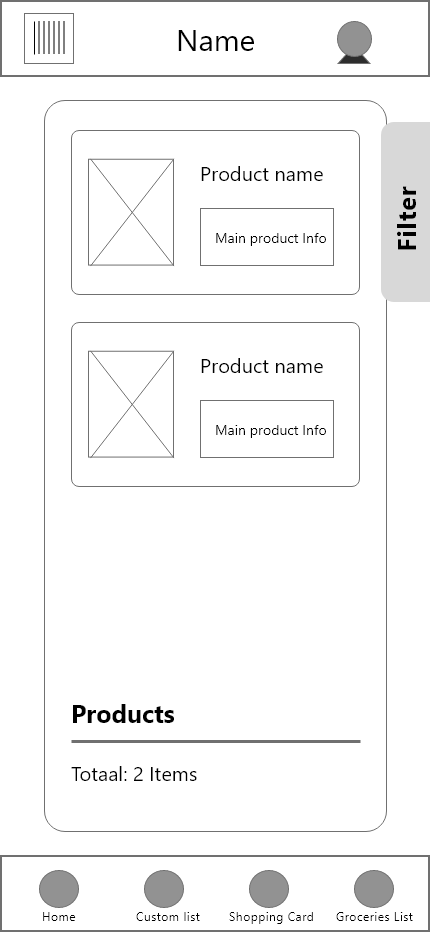 Name
Filter
Product name
Main product Info
Product name
Main product Info
Products
Totaal: 2 Items
Home
Custom list
Shopping Card
Groceries List